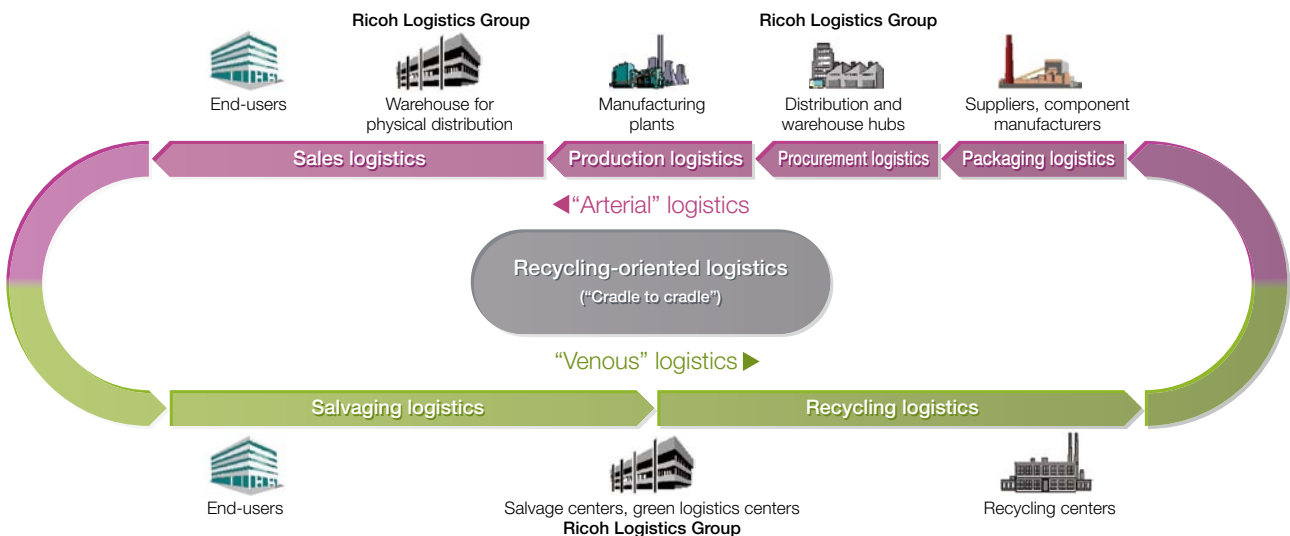 Ricoh Logistics Group
Ricoh Logistics Group
End-users
Warehouse for
physical distribution
Manufacturing
plants
Distribution and
warehouse hubs
Suppliers, component
manufacturers
Sales logistics
Production logistics
Procurement logistics
Packaging logistics
◀“Arterial” logistics
Recycling-oriented logistics
(“Cradle to cradle”)
“Venous” logistics ▶
Salvaging logistics
Recycling logistics
End-users
Salvage centers, green logistics centers
Ricoh Logistics Group
Recycling centers